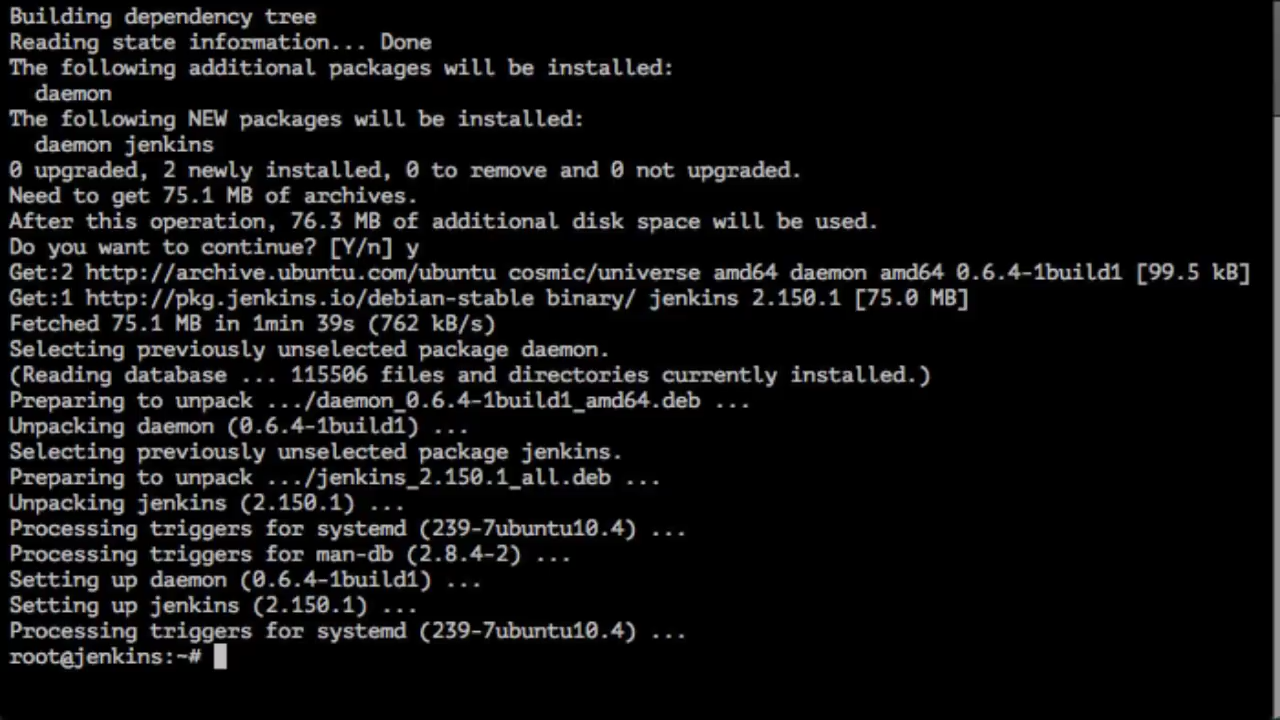 Building dependency tree
Reading state information... Done
The following additional packages will be installed:
  daemon
The following NEW packages will be installed:
  daemon jenkins
0 upgraded, 2 newly installed, 0 to remove and 0 not upgraded.
Need to get 75.1 MB of archives.
After this operation, 76.3 MB of additional disk space will be used.
Do you want to continue? [Y/n] y
Get:2 http://archive.ubuntu.com/ubuntu cosmic/universe amd64 daemon amd64 0.6.4-1build1 [99.5 kB]
Get:1 http://pkg.jenkins.io/debian-stable binary/ jenkins 2.150.1 [75.0 MB]
Fetched 75.1 MB in 1min 39s (762 kB/s)
Selecting previously unselected package daemon.
(Reading database ... 115506 files and directories currently installed.)
Preparing to unpack .../daemon_0.6.4-1build1_amd64.deb ...
Unpacking daemon (0.6.4-1build1) ...
Selecting previously unselected package jenkins.
Preparing to unpack .../jenkins_2.150.1_all.deb ...
Unpacking jenkins (2.150.1) ...
Processing triggers for systemd (239-7ubuntu10.4) ...
Processing triggers for man-db (2.8.4-2) ...
Setting up daemon (0.6.4-1build1) ...
Setting up jenkins (2.150.1) ...
Processing triggers for systemd (239-7ubuntu10.4) ...
root@jenkins:~#